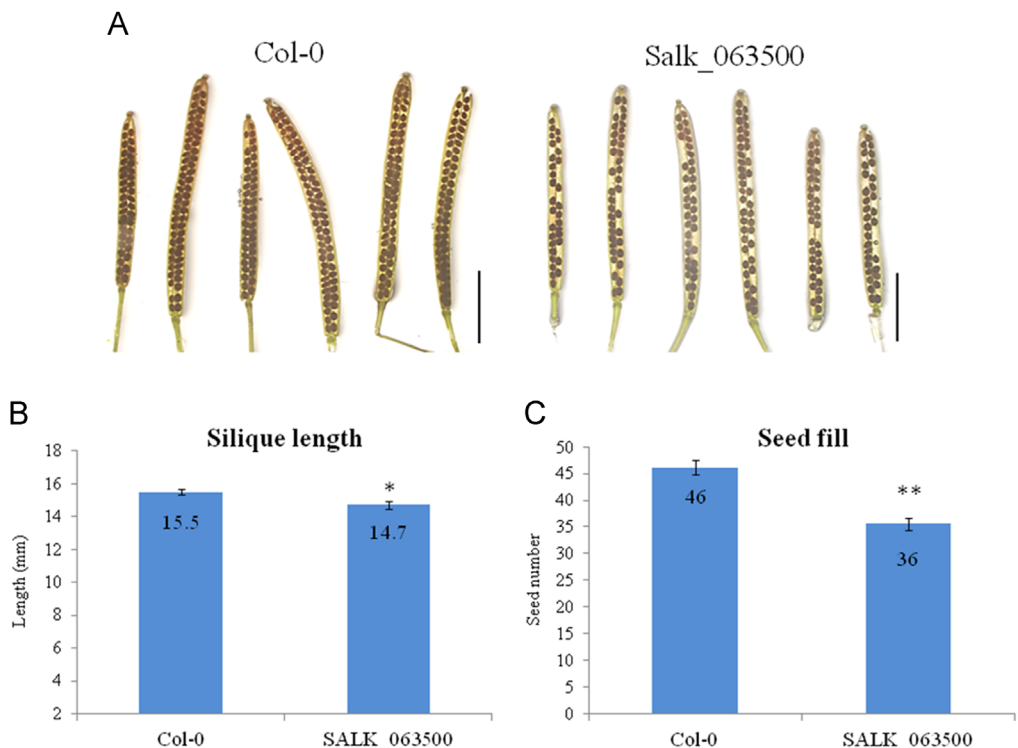 A
Col-0 Salk_063500
B
Silique length
18
16
14
12
10
8
6
4
2
Length (mm)
15.5
*
14.7
Col-0 SALK_063500
C
Seed fill
50
45
40
35
30
25
20
15
10
5
0
Seed number
46
**
36
Col-0 SALK_063500